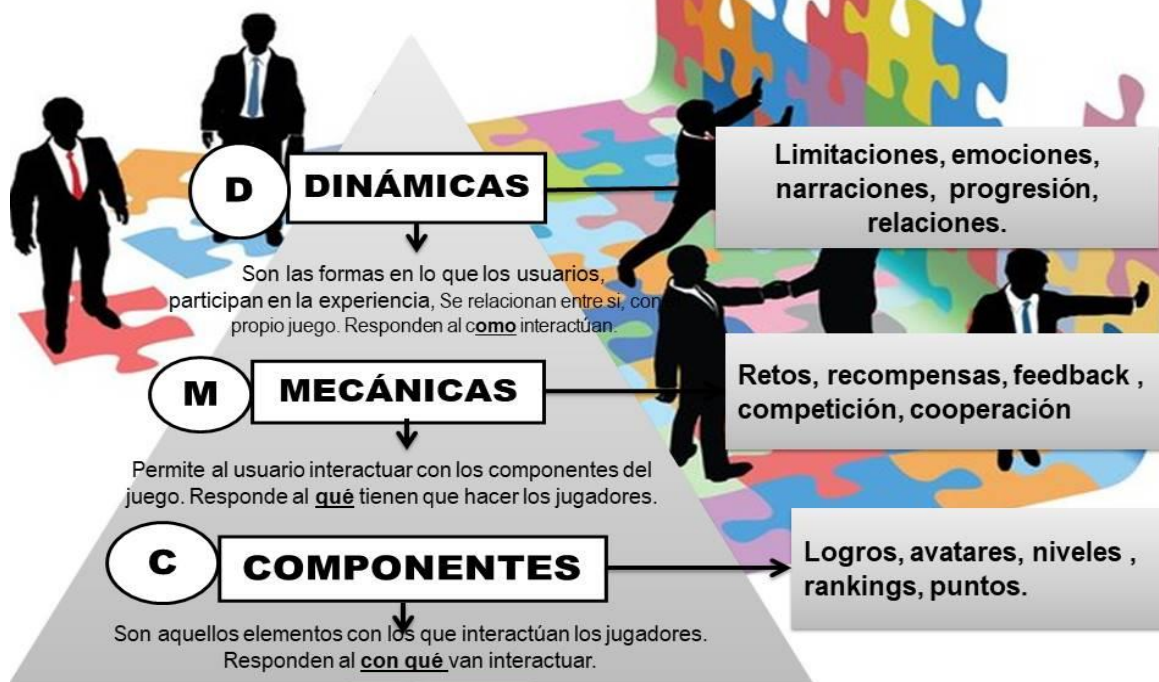 D
DINÁMICAS
Limitaciones, emociones,
narraciones, progresión,
relaciones.
Son las formas en lo que los usuarios,
participan en la experiencia, Se relacionan entre si, con
propio juego. Responden al como interactúan.
M
MECÁNICAS
Retos, recompensas, feedback ,
competición, cooperación
Permite al usuario interactuar con los componentes del
juego. Responde al qué tienen que hacer los jugadores.
C
COMPONENTES
Logros, avatares, niveles ,
rankings, puntos.
Son aquellos elementos con los que interactúan los jugadores.
Responden al con qué van interactuar.